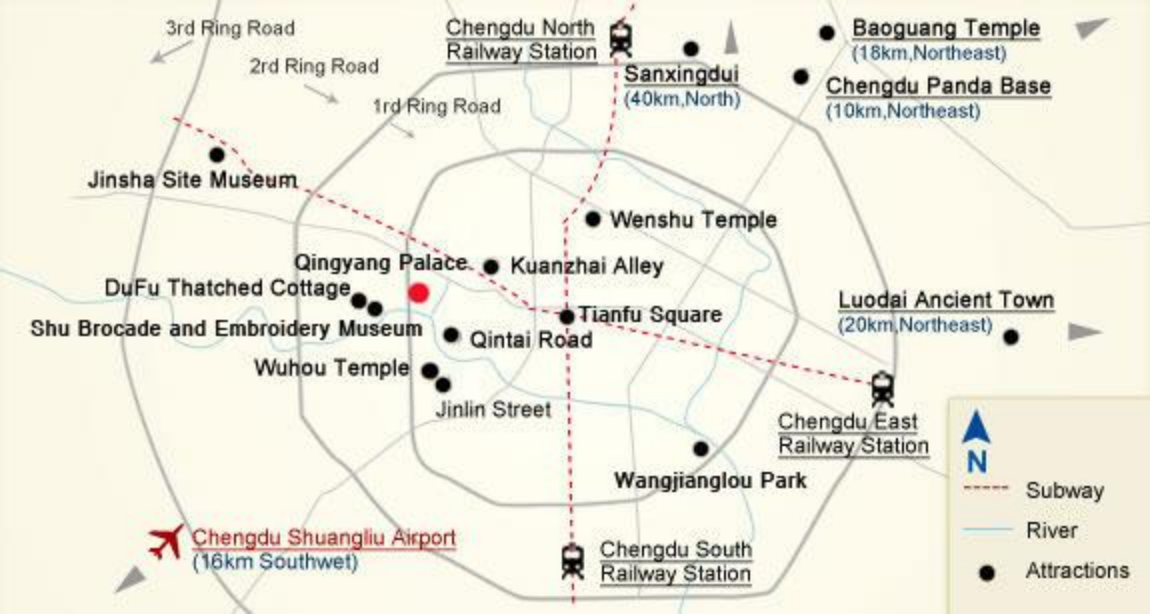 3rd Ring Road
2rd Ring Road
1rd Ring Road
Chengdu North
Railway Station
Sanxingdui
(40km,North)
Baoguang Temple
(18km,Northeast)
Chengdu Panda Base
(10km,Northeast)
Jinsha Site Museum
Wenshu Temple
Qingyang Palace
Kuanzhai Alley
DuFu Thatched Cottage
Shu Brocade and Embroidery Museum
Tianfu Square
Qintai Road
Luodai Ancient Town
(20km,Northeast)
Wuhou Temple
Jinlin Street
Chengdu East
Railway Station
Wangjianglou Park
Chengdu Shuangliu Airport
(16km Southwet)
Chengdu South
Railway Station
N
Subway
River
Attractions